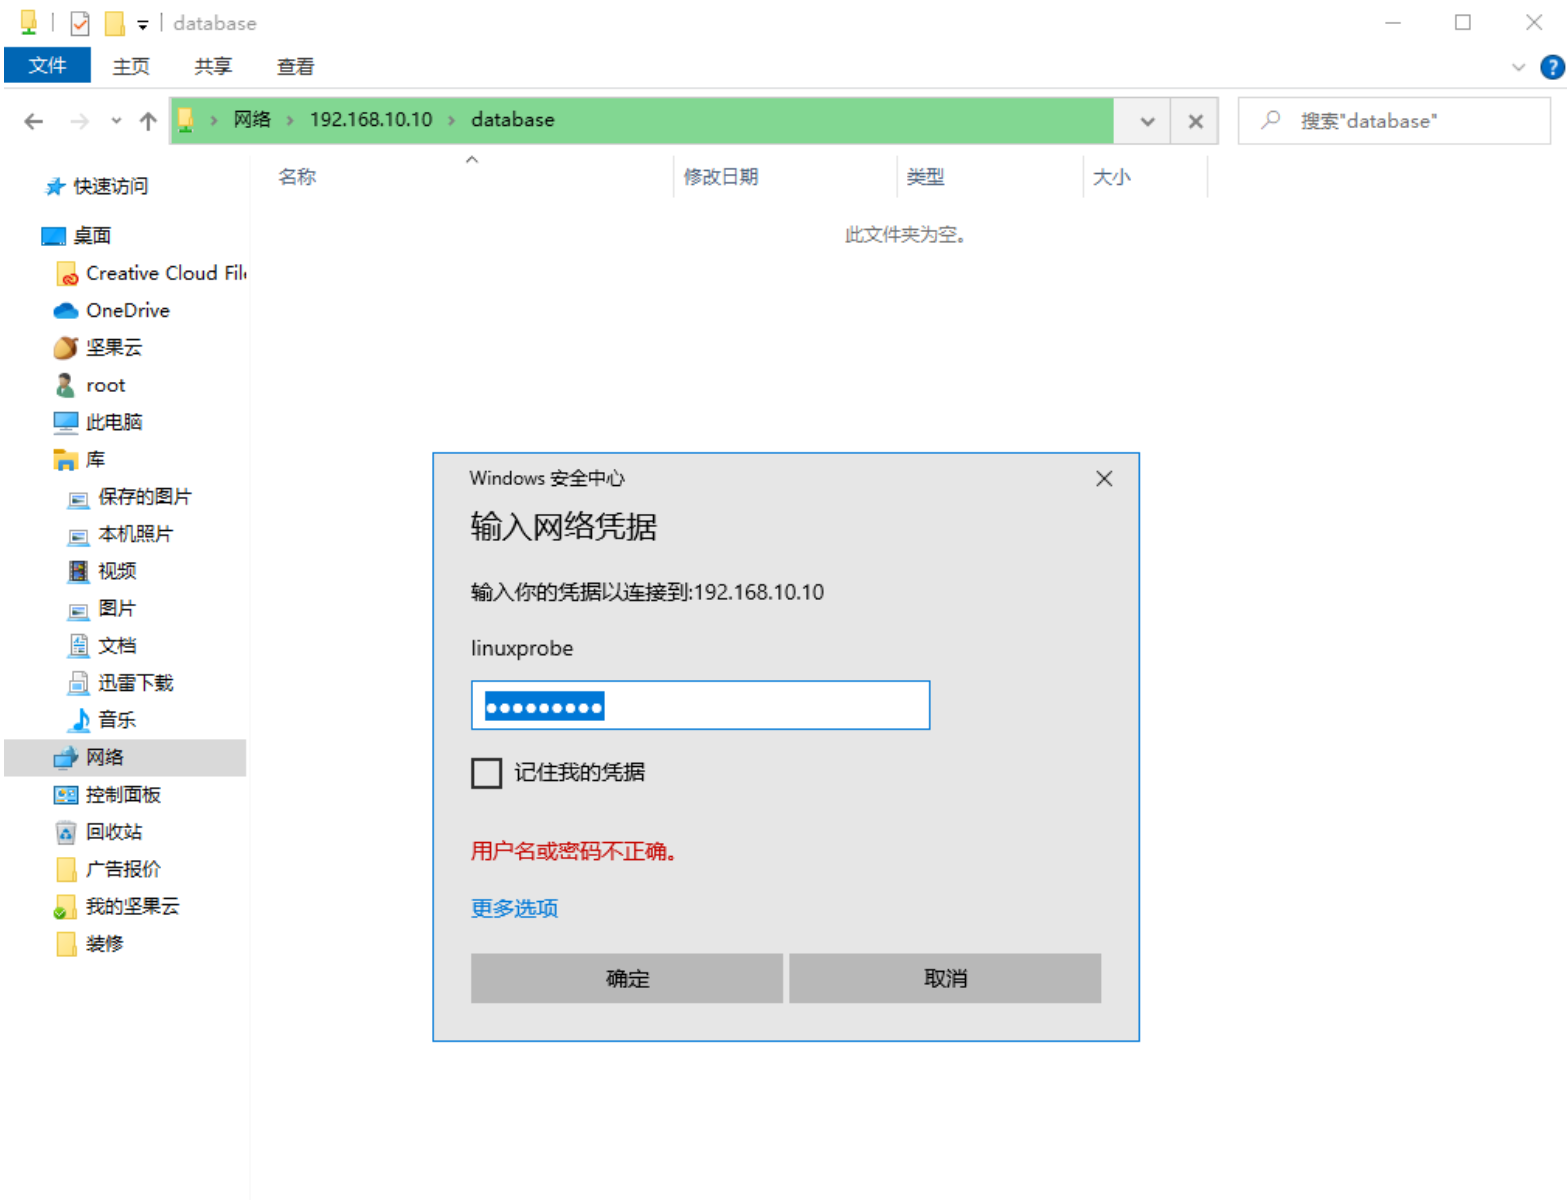 database
文件 主页 共享 查看
网络 192.168.10.10 database
搜索"database"
名称 修改日期 类型 大小
此文件夹为空。
快速访问
桌面
Creative Cloud File
OneDrive
坚果云
root
此电脑
库
保存的图片
本机照片
视频
图片
文档
迅雷下载
音乐
网络
控制面板
回收站
广告报价
我的坚果云
装修
Windows 安全中心
输入网络凭据
输入你的凭据以连接到:192.168.10.10
linuxprobe
记住我的凭据
用户名或密码不正确。
更多选项
确定 取消